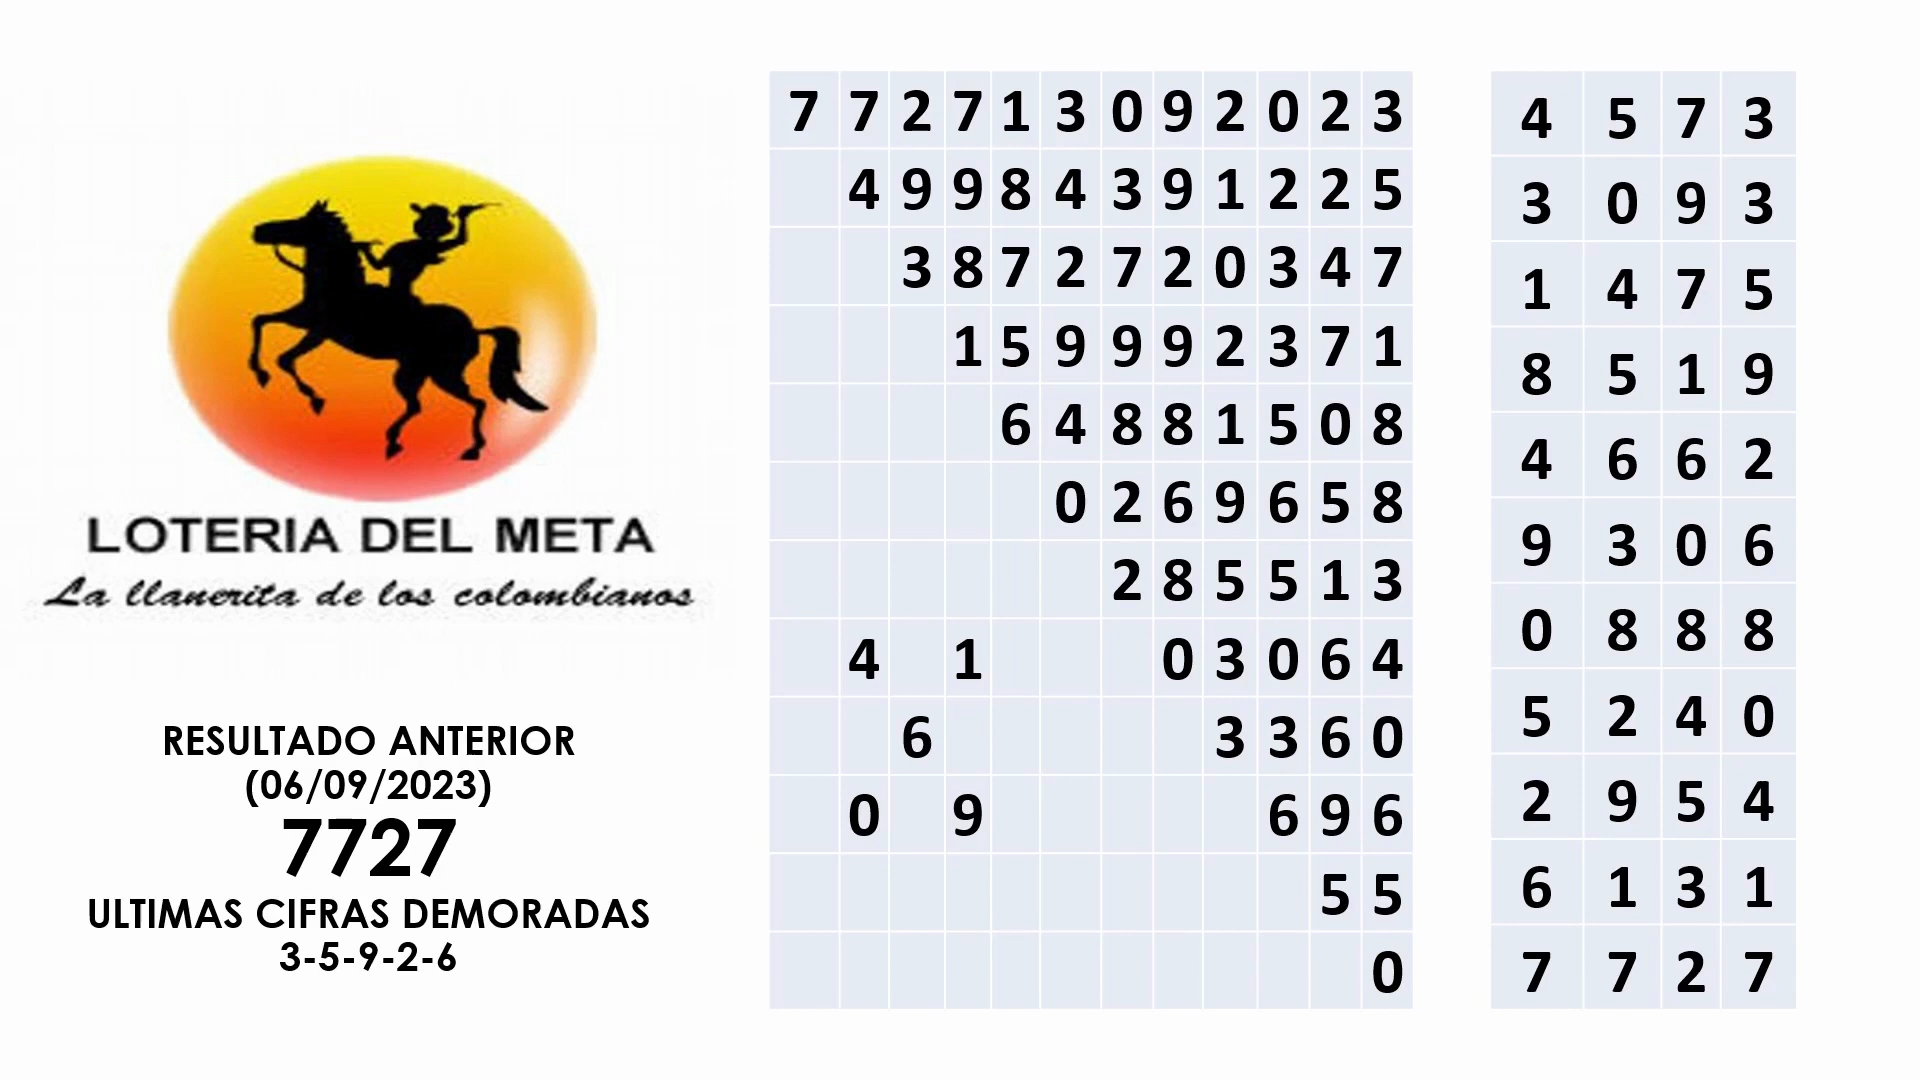 LOTERIA DEL META
La llanerita de los colombianos
RESULTADO ANTERIOR
(06/09/2023)
7727
ULTIMAS CIFRAS DEMORADAS
3-5-9-2-6
7 7 2 7 1 3 0 9 2 0 2 3
4 9 9 8 4 3 9 1 2 2 5
3 8 7 2 7 2 0 3 4 7
1 5 9 9 9 2 3 7 1
6 4 8 8 1 5 0 8
0 2 6 9 6 5 8
2 8 5 5 1 3
4 1 0 3 0 6 4
6 3 3 6 0
0 9 6 9 6
5 5
0
4 5 7 3
3 0 9 3
1 4 7 5
8 5 1 9
4 6 6 2
9 3 0 6
0 8 8 8
5 2 4 0
2 9 5 4
6 1 3 1
7 7 2 7